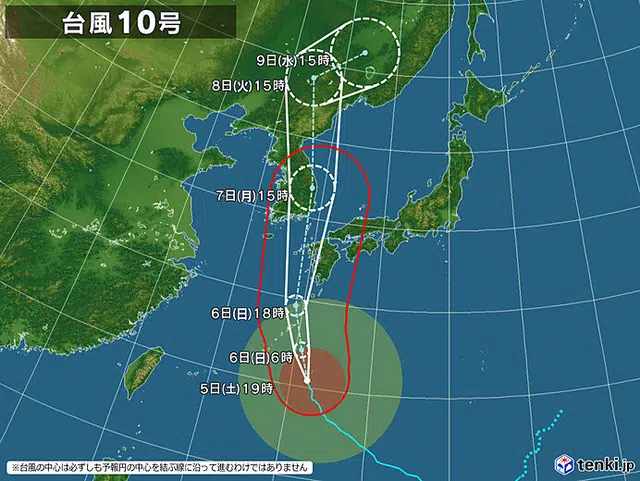 台風10号
9日(水)15時
8日(火)15時
7日(月)15時
6日(日)18時
6日(日)6時
5日(土)19時
※台風の中心は必ずしも予報円の中心を結ぶ線に沿って進むわけではありません
tenki.jp